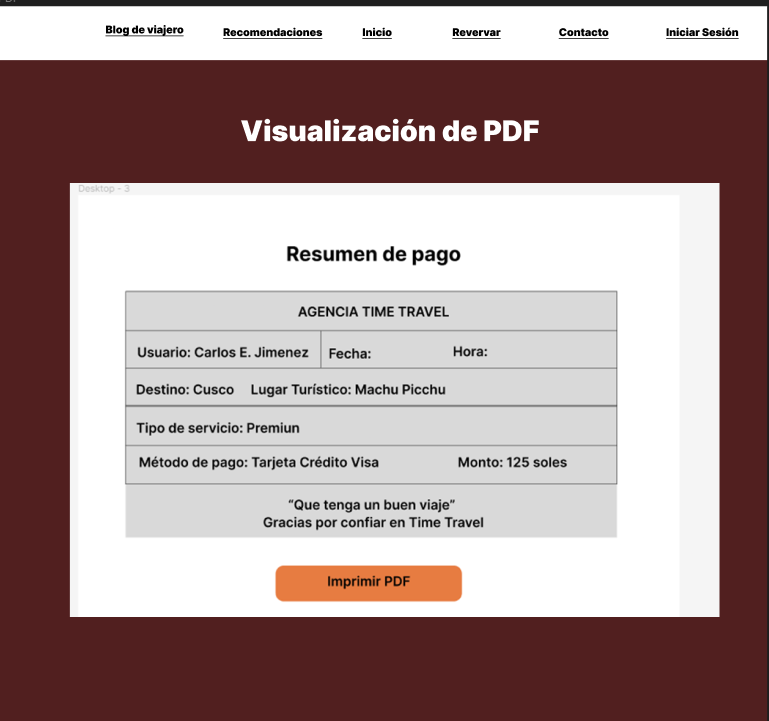 Blog de viajero
Recomendaciones
Inicio
Revervar
Contacto
Iniciar Sesión
Visualización de PDF
Desktop - 3
Resumen de pago
AGENCIA TIME TRAVEL
Usuario: Carlos E. Jimenez
Fecha:
Hora:
Destino: Cusco Lugar Turístico: Machu Picchu
Tipo de servicio: Premiun
Método de pago: Tarjeta Crédito Visa
Monto: 125 soles
“Que tenga un buen viaje”
Gracias por confiar en Time Travel
Imprimir PDF